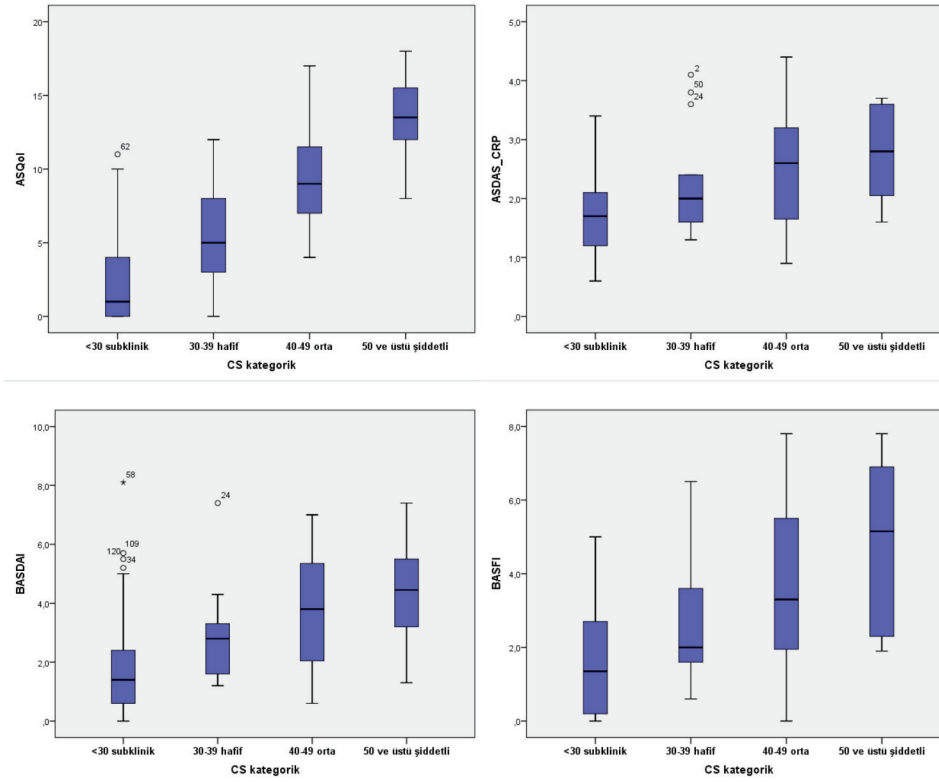 20
15
10
5
0
ASQol
62
<30 subklinik
30-39 hafif
40-49 orta
50 ve üstü şiddetli
CS kategorik
5,0
4,0
3,0
2,0
1,0
,0
ASDAS_CRP
2
50
24
<30 subklinik
30-39 hafif
40-49 orta
50 ve üstü şiddetli
CS kategorik
10,0
8,0
6,0
4,0
2,0
,0
BASDAI
58
120
109
34
24
<30 subklinik
30-39 hafif
40-49 orta
50 ve üstü şiddetli
CS kategorik
8,0
6,0
4,0
2,0
,0
BASFI
<30 subklinik
30-39 hafif
40-49 orta
50 ve üstü şiddetli
CS kategorik